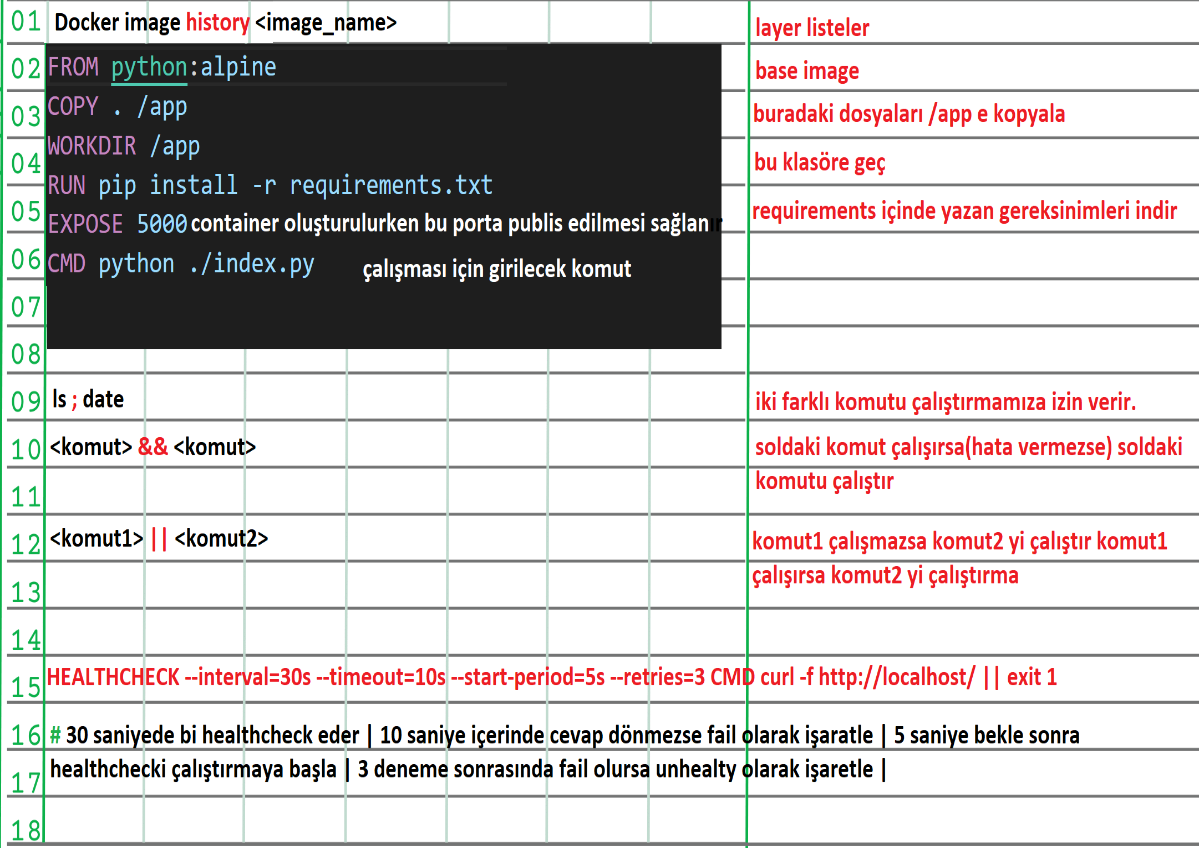 01 Docker image history <image_name> layer listeler
02 FROM python:alpine base image
03 COPY . /app buradaki dosyaları /app e kopyala
04 WORKDIR /app bu klasöre geç
RUN pip install -r requirements.txt
05 EXPOSE 5000 container oluşturulurken bu porta publis edilmesi sağlanır requirements içinde yazan gereksinimleri indir
06 CMD python ./index.py çalışması için girilecek komut
07
08
09 ls ; date iki farklı komutu çalıştırmamıza izin verir.
10 <komut> && <komut> soldaki komut çalışırsa(hata vermezse) soldaki
11 komutu çalıştır
12 <komut1> || <komut2> komut1 çalışmazsa komut2 yi çalıştır komut1
13 çalışırsa komut2 yi çalıştırma
14
15 HEALTHCHECK --interval=30s --timeout=10s --start-period=5s --retries=3 CMD curl -f http://localhost/ || exit 1
16 # 30 saniyede bi healthcheck eder | 10 saniye içerinde cevap dönmezse fail olarak işaratle | 5 saniye bekle sonra
17 healthchecki çalıştırmaya başla | 3 deneme sonrasında fail olursa unhealty olarak işaretle |
18